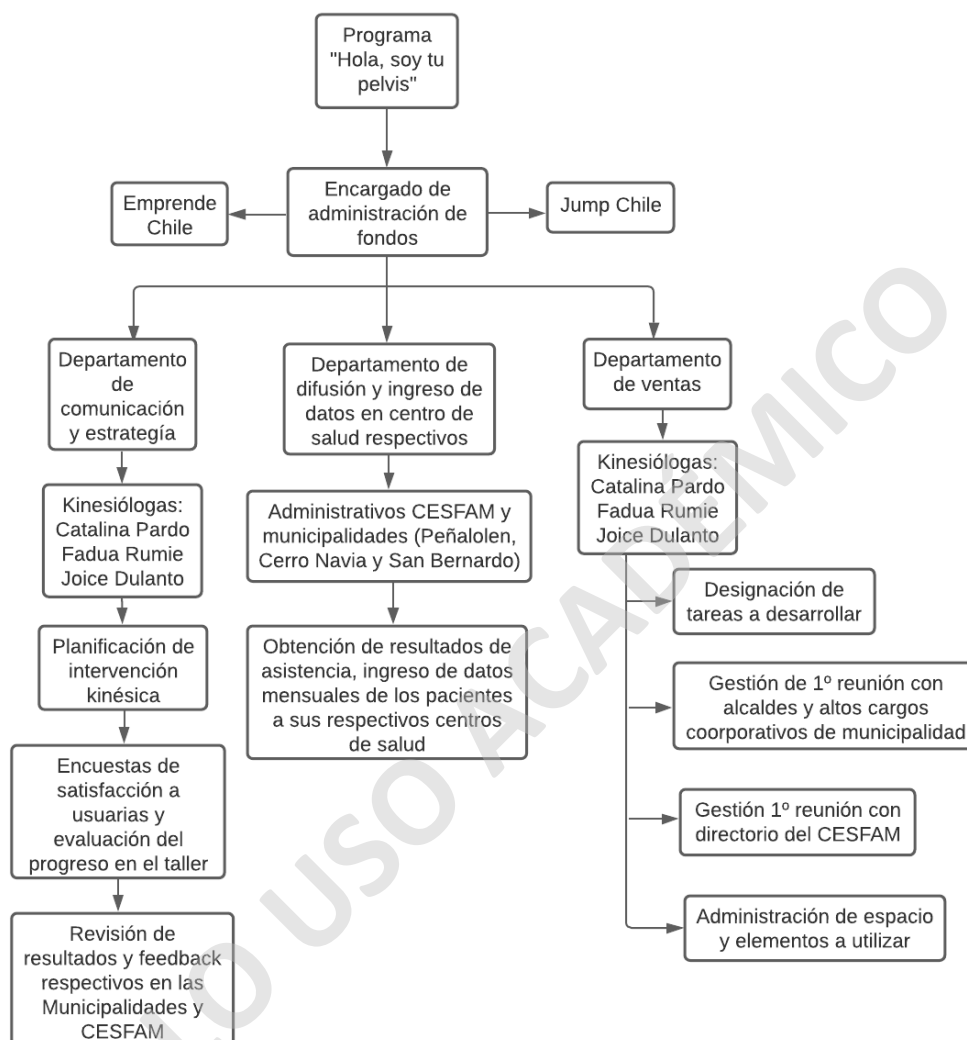 Programa
"Hola, soy tu
pelvis"
Encargado de
administración de
fondos
Emprende
Chile
Jump Chile
Departamento
de
comunicación
y estrategía
Kinesiólogas:
Catalina Pardo
Fadua Rumie
Joice Dulanto
Planificación de
intervención
kinésica
Encuestas de
satisfacción a
usuarias y
evaluación del
progreso en el taller
Revisión de
resultados y feedback
respectivos en las
Municipalidades y
CESFAM
Departamento de
difusión y ingreso de
datos en centro de
salud respectivos
Administrativos CESFAM y
municipalidades (Peñalolen,
Cerro Navia y San Bernardo)
Obtención de resultados de
asistencia, ingreso de datos
mensuales de los pacientes
a sus respectivos centros
de salud
Departamento
de ventas
Kinesiólogas:
Catalina Pardo
Fadua Rumie
Joice Dulanto
Designación de
tareas a desarrollar
Gestión de 1º reunión con
alcaldes y altos cargos
coorporativos de municipalidad
Gestión 1º reunión con
directorio del CESFAM
Administración de espacio
y elementos a utilizar
LO USO ACADÉMICO